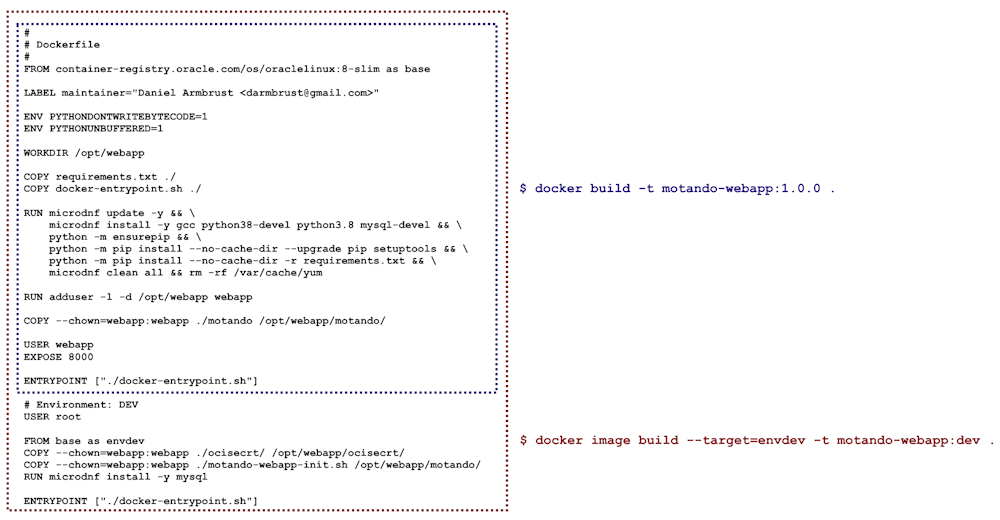 #
# Dockerfile
#
FROM container-registry.oracle.com/os/oraclelinux:8-slim as base

LABEL maintainer="Daniel Armbrust <darmbrust@gmail.com>"

ENV PYTHONDONTWRITEBYTECODE=1
ENV PYTHONUNBUFFERED=1

WORKDIR /opt/webapp

COPY requirements.txt ./
COPY docker-entrypoint.sh ./

RUN microdnf update -y && \
    microdnf install -y gcc python38-devel python3.8 mysql-devel && \
    python -m ensurepip && \
    python -m pip install --no-cache-dir --upgrade pip setuptools && \
    python -m pip install --no-cache-dir -r requirements.txt && \
    microdnf clean all && rm -rf /var/cache/yum

RUN adduser -l -d /opt/webapp webapp

COPY --chown=webapp:webapp ./motando /opt/webapp/motando/

USER webapp
EXPOSE 8000

ENTRYPOINT ["./docker-entrypoint.sh"]
$ docker build -t motando-webapp:1.0.0 .
# Environment: DEV
USER root

FROM base as envdev
COPY --chown=webapp:webapp ./ocisecrt/ /opt/webapp/ocisecrt/
COPY --chown=webapp:webapp ./motando-webapp-init.sh /opt/webapp/motando/
RUN microdnf install -y mysql

ENTRYPOINT ["./docker-entrypoint.sh"]
$ docker image build --target=envdev -t motando-webapp:dev .